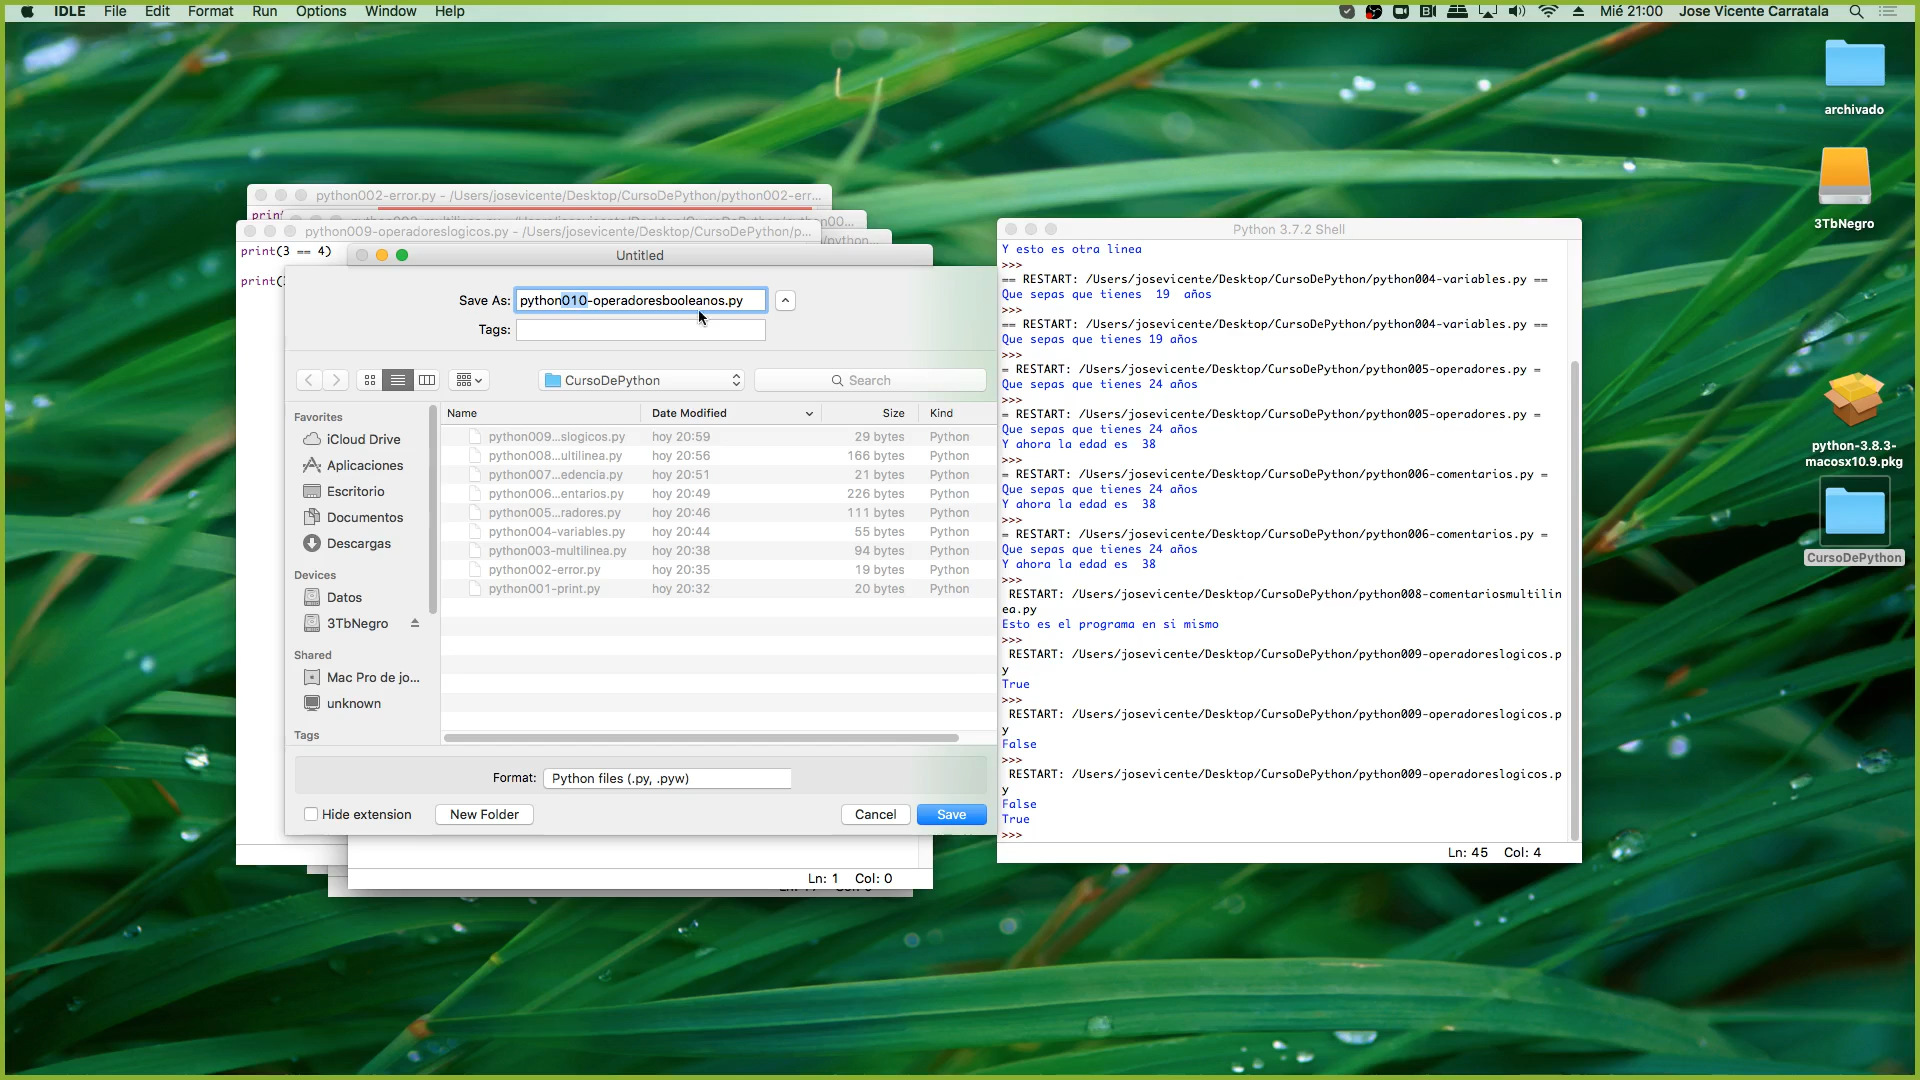 IDLE File Edit Format Run Options Window Help
Mié 21:00 Jose Vicente Carratala
archivado
3TbNegro
python-3.8.3-
macosx10.9.pkg
CursoDePython
python002-error.py - /Users/josevicente/Desktop/CursoDePython/python002-err...
print
python009-operadoreslogicos.py - /Users/josevicente/Desktop/CursoDePython/p...
print(3 == 4)
print(
Untitled
Save As: python010-operadoresbooleanos.py
Tags:
CursoDePython
Search
Favorites
iCloud Drive
Aplicaciones
Escritorio
Documentos
Descargas
Devices
Datos
3TbNegro
Shared
Mac Pro de jo...
unknown
Tags
Name Date Modified Size Kind
python009...slogicos.py hoy 20:59 29 bytes Python
python008...ultilinea.py hoy 20:56 166 bytes Python
python007...edencia.py hoy 20:51 21 bytes Python
python006...entarios.py hoy 20:49 226 bytes Python
python005...radores.py hoy 20:46 111 bytes Python
python004-variables.py hoy 20:44 55 bytes Python
python003-multilinea.py hoy 20:38 94 bytes Python
python002-error.py hoy 20:35 19 bytes Python
python001-print.py hoy 20:32 20 bytes Python
Format: Python files (.py, .pyw)
Hide extension New Folder Cancel Save
Ln: 1 Col: 0
Python 3.7.2 Shell
Y esto es otra linea
>>>
== RESTART: /Users/josevicente/Desktop/CursoDePython/python004-variables.py ==
Que sepas que tienes  19  años
>>>
== RESTART: /Users/josevicente/Desktop/CursoDePython/python004-variables.py ==
Que sepas que tienes 19 años
>>>
= RESTART: /Users/josevicente/Desktop/CursoDePython/python005-operadores.py =
Que sepas que tienes 24 años
>>>
= RESTART: /Users/josevicente/Desktop/CursoDePython/python005-operadores.py =
Que sepas que tienes 24 años
Y ahora la edad es  38
>>>
= RESTART: /Users/josevicente/Desktop/CursoDePython/python006-comentarios.py =
Que sepas que tienes 24 años
Y ahora la edad es  38
>>>
= RESTART: /Users/josevicente/Desktop/CursoDePython/python006-comentarios.py =
Que sepas que tienes 24 años
Y ahora la edad es  38
>>>
RESTART: /Users/josevicente/Desktop/CursoDePython/python008-comentariosmultilin
ea.py
Esto es el programa en si mismo
>>>
RESTART: /Users/josevicente/Desktop/CursoDePython/python009-operadoreslogicos.p
y
True
>>>
RESTART: /Users/josevicente/Desktop/CursoDePython/python009-operadoreslogicos.p
y
False
>>>
RESTART: /Users/josevicente/Desktop/CursoDePython/python009-operadoreslogicos.p
y
False
True
>>>
Ln: 45 Col: 4